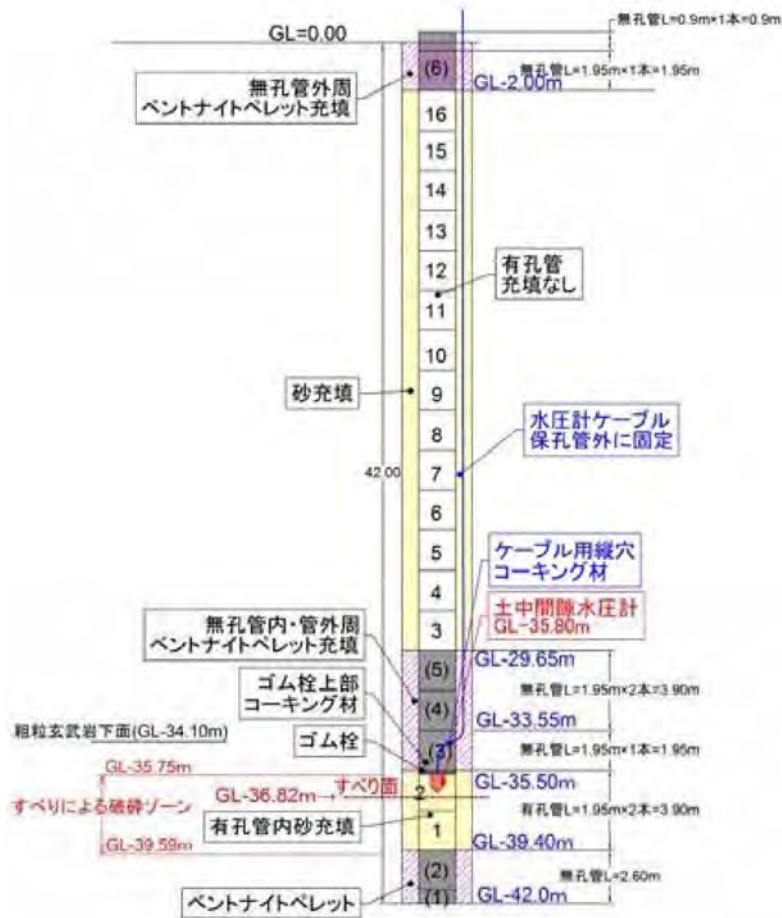 GL=0.00
無孔管L=0.9m×1本=0.9m
(6)
無孔管L=1.95m×1本=1.95m
GL-2.00m
無孔管外周
ベントナイトペレット充填
16
15
14
13
12
有孔管
充填なし
11
10
砂充填
9
8
水圧計ケーブル
保孔管外に固定
42.00
7
6
5
ケーブル用縦穴
コーキング材
4
土中間隙水圧計
GL-35.80m
3
無孔管内・管外周
ベントナイトペレット充填
GL-29.65m
(5)
無孔管L=1.95m×2本=3.90m
ゴム栓上部
コーキング材
(4)
GL-33.55m
粗粒玄武岩下面(GL-34.10m)
ゴム栓
(3)
無孔管L=1.95m×1本=1.95m
GL-35.75m
GL-35.50m
すべり面
GL-36.82m
2
すべりによる破砕ゾーン
有孔管L=1.95m×2本=3.90m
有孔管内砂充填
1
GL-39.59m
GL-39.40m
(2)
無孔管L=2.60m
ベントナイトペレット
(1)
GL-42.0m